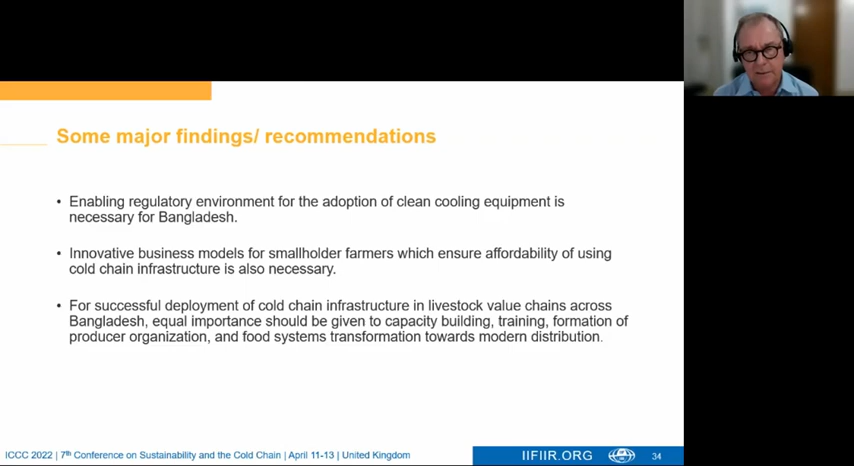 Some major findings/ recommendations
• Enabling regulatory environment for the adoption of clean cooling equipment is
necessary for Bangladesh.
• Innovative business models for smallholder farmers which ensure affordability of using
cold chain infrastructure is also necessary.
• For successful deployment of cold chain infrastructure in livestock value chains across
Bangladesh, equal importance should be given to capacity building, training, formation of
producer organization, and food systems transformation towards modern distribution.
ICCC 2022 | 7th Conference on Sustainability and the Cold Chain | April 11-13 | United Kingdom
IIFIIR.ORG
34